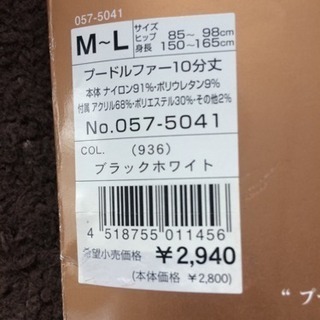 057-5041
M~L サイズ ヒップ 85~ 98cm
身長 150~165cm
プードルファー10分丈
本体 ナイロン91%・ポリウレタン9%
付属 アクリル68%・ポリエステル30%・その他2%
No.057-5041
COL. (936)
ブラックホワイト
4 518755 011456
希望小売価格 ¥2,940
(本体価格 ¥2,800)
“ プ